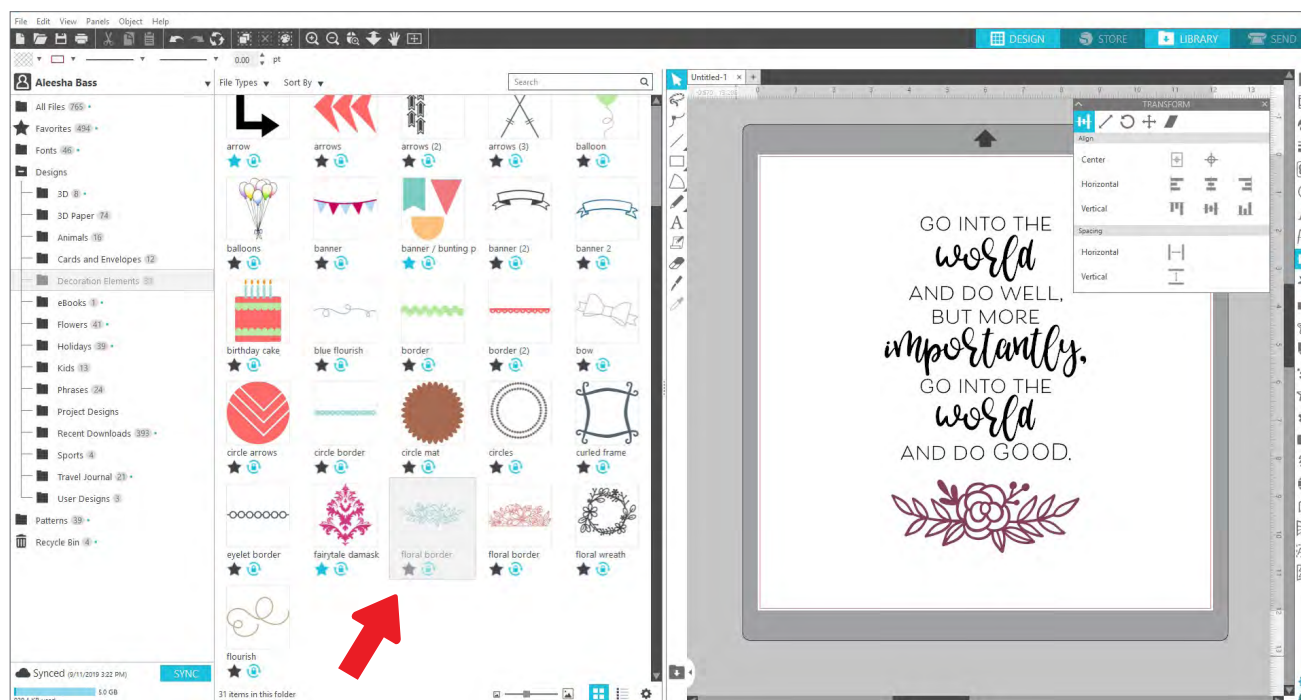 File Edit View Panels Object Help
DESIGN STORE LIBRARY SEND
0.00 pt
Aleesha Bass
File Types Sort By Search
Untitled-1
All Files 765
Favorites 494
Fonts 46
Designs
3D 8
3D Paper 74
Animals 16
Cards and Envelopes 12
Decoration Elements
eBooks 1
Flowers 41
Holidays 39
Kids 13
Phrases 24
Project Designs
Recent Downloads 393
Sports 4
Travel Journal 21
User Designs 3
Patterns 39
Recycle Bin 4
Synced (9/11/2019 3:22 PM) SYNC
5.0 GB
arrow arrows arrows (2) arrows (3) balloon
balloons banner banner / bunting p banner (2) banner 2
birthday cake blue flourish border border (2) bow
circle arrows circle border circle mat circles curled frame
eyelet border fairytale damask floral border floral border floral wreath
flourish
31 items in this folder
TRANSFORM
Align
Center
Horizontal
Vertical
Spacing
Horizontal
Vertical
GO INTO THE
world
AND DO WELL,
BUT MORE
importantly,
GO INTO THE
world
AND DO GOOD.